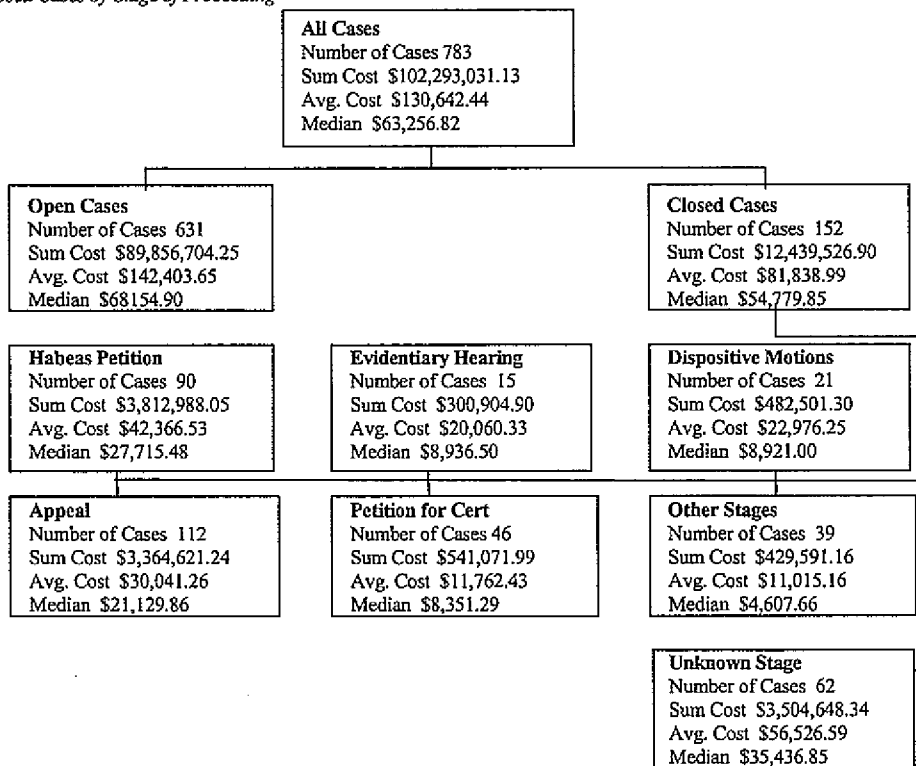 Costs by Stage of Proceeding
All Cases
Number of Cases 783
Sum Cost $102,293,031.13
Avg. Cost $130,642.44
Median $63,256.82
Open Cases
Number of Cases 631
Sum Cost $89,856,704.25
Avg. Cost $142,403.65
Median $68154.90
Closed Cases
Number of Cases 152
Sum Cost $12,439,526.90
Avg. Cost $81,838.99
Median $54,779.85
Habeas Petition
Number of Cases 90
Sum Cost $3,812,988.05
Avg. Cost $42,366.53
Median $27,715.48
Evidentiary Hearing
Number of Cases 15
Sum Cost $300,904.90
Avg. Cost $20,060.33
Median $8,936.50
Dispositive Motions
Number of Cases 21
Sum Cost $482,501.30
Avg. Cost $22,976.25
Median $8,921.00
Appeal
Number of Cases 112
Sum Cost $3,364,621.24
Avg. Cost $30,041.26
Median $21,129.86
Petition for Cert
Number of Cases 46
Sum Cost $541,071.99
Avg. Cost $11,762.43
Median $8,351.29
Other Stages
Number of Cases 39
Sum Cost $429,591.16
Avg. Cost $11,015.16
Median $4,607.66
Unknown Stage
Number of Cases 62
Sum Cost $3,504,648.34
Avg. Cost $56,526.59
Median $35,436.85